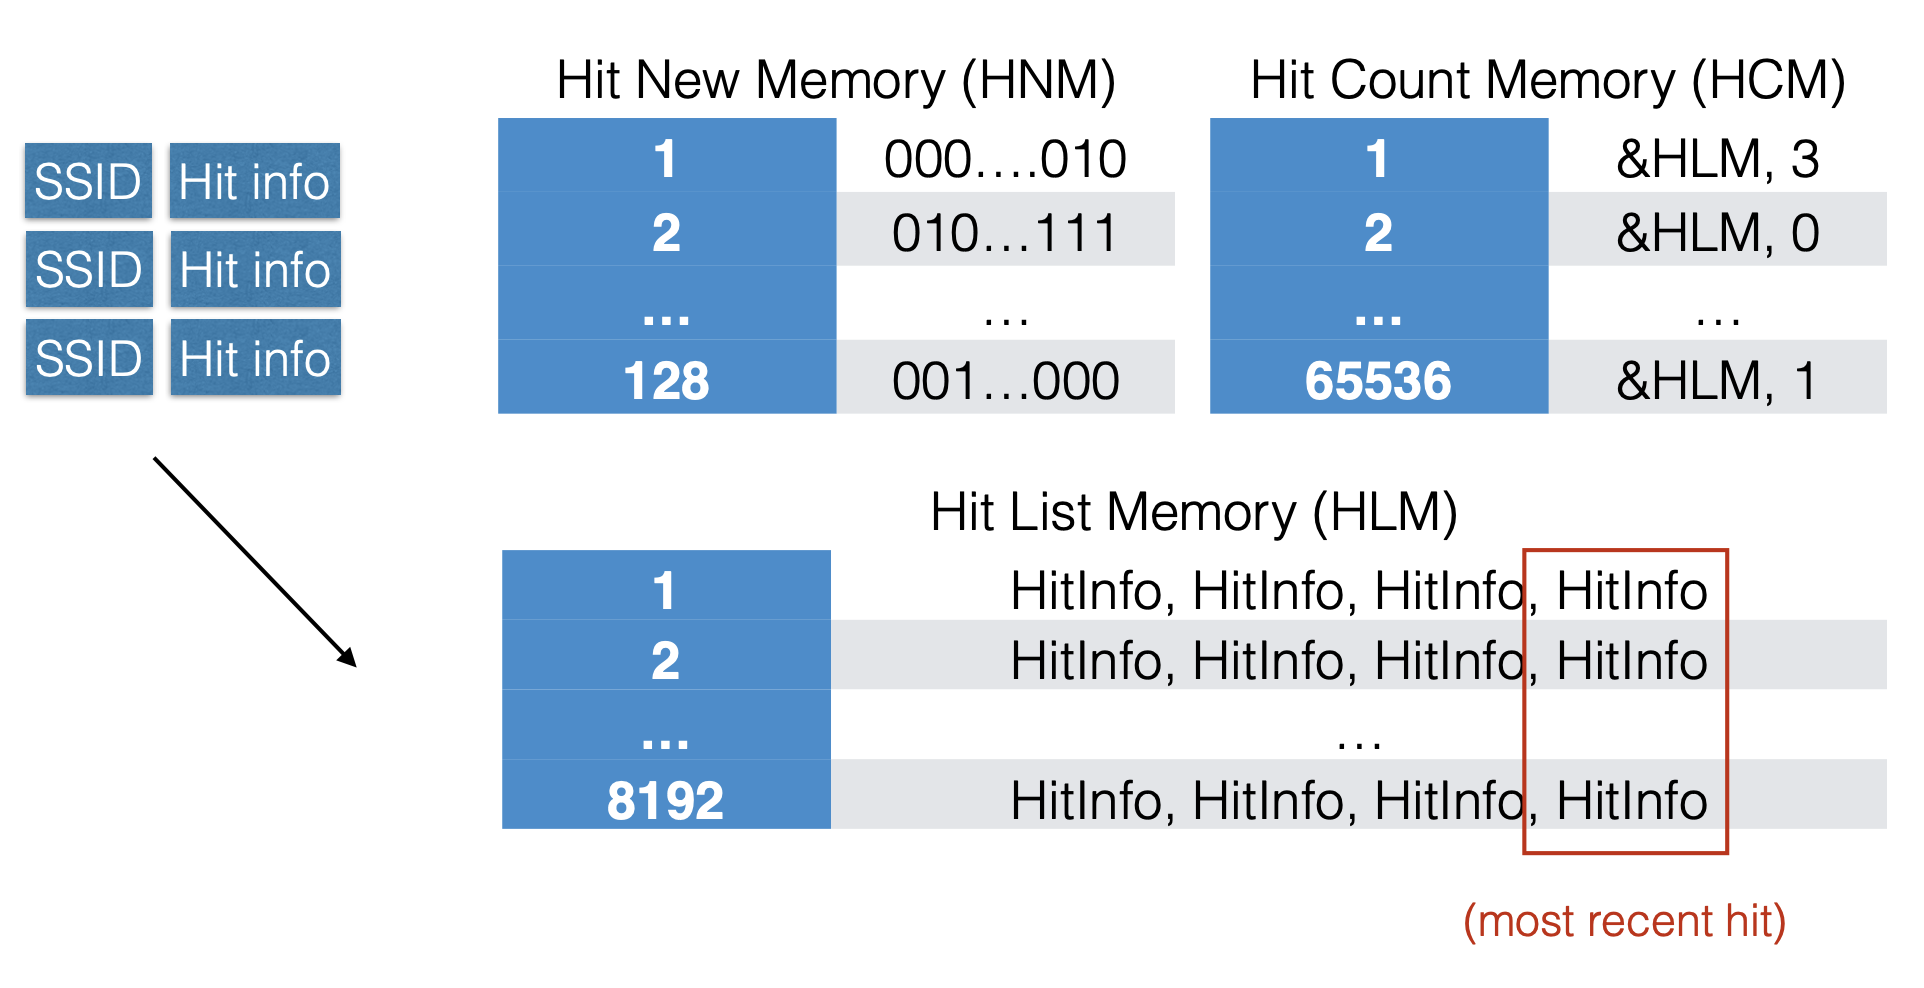 Hit New Memory (HNM)
1 000....010
2 010...111
... ...
128 001...000
Hit Count Memory (HCM)
1 &HLM, 3
2 &HLM, 0
... ...
65536 &HLM, 1
SSID Hit info
SSID Hit info
SSID Hit info
Hit List Memory (HLM)
1 HitInfo, HitInfo, HitInfo, HitInfo
2 HitInfo, HitInfo, HitInfo, HitInfo
... ...
8192 HitInfo, HitInfo, HitInfo, HitInfo
(most recent hit)